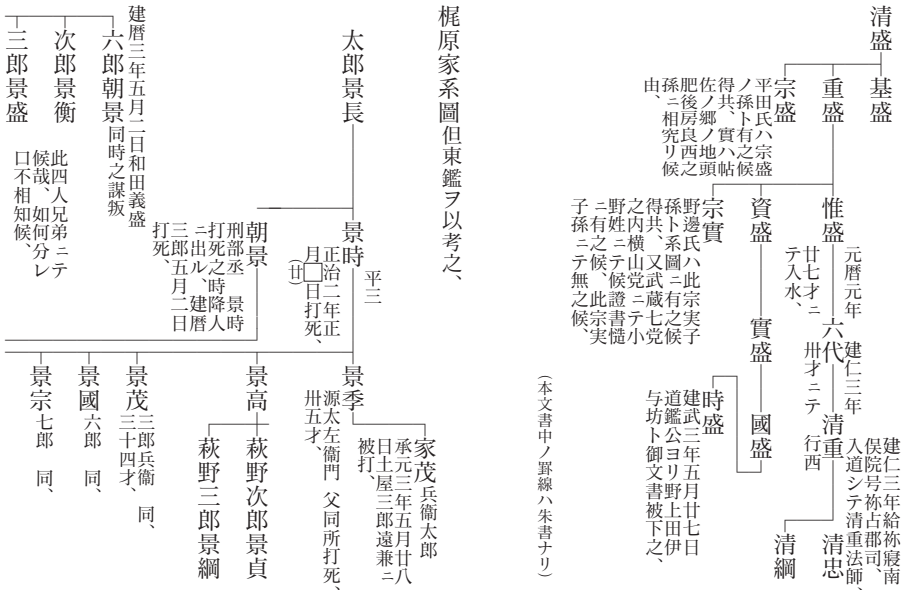 清盛
基盛
重盛
宗盛
平田氏ハ宗盛
ノ孫ト有之候
得共、實ハ帖
佐ノ郷ノ地頭
肥後房良西之
孫ニ相究リ候
由、
惟盛
元暦元年
廿七才ニ
テ入水、
資盛
宗實
野邊氏ハ此宗実子
孫ト系圖ニ有之候
得共、又武蔵七党
之内横山党ニテ小
野姓ニテ候證書慥
ニ有之候、此宗実
子孫ニテ無之候、
六代
建仁三年
卅才ニテ
實盛
清重
行西
建仁三年給祢寢南
俣院号祢占郡司、
入道シテ清重法師、
國盛
時盛
建武三年五月廿七日
道鑑公ヨリ野上田伊
与坊ト御文書被下之、
清忠
清綱
(本文書中ノ罫線ハ朱書ナリ)
梶原家系圖但東鑑ヲ以考之、
太郎景長
景時
平三
正治二年正
月□日打死、
(廿)
朝景
刑部丞 景時
打死之時降人
ニ出ル、建暦
三郎五月二日
打死、
景季
源太左衞門 父同所打死、
卅五才、
家茂
兵衞太郎
承元三年五月廿八
日土屋三郎遠兼ニ
被打、
景高
萩野次郎景貞
萩野三郎景綱
景茂
三郎兵衞 同、
三十四才、
景國
六郎 同、
景宗
七郎 同、
建暦三年五月二日和田義盛
六郎朝景
同時之謀叛
次郎景衡
三郎景盛
此四人兄弟ニテ
候哉、如何分レ
口不相知候、